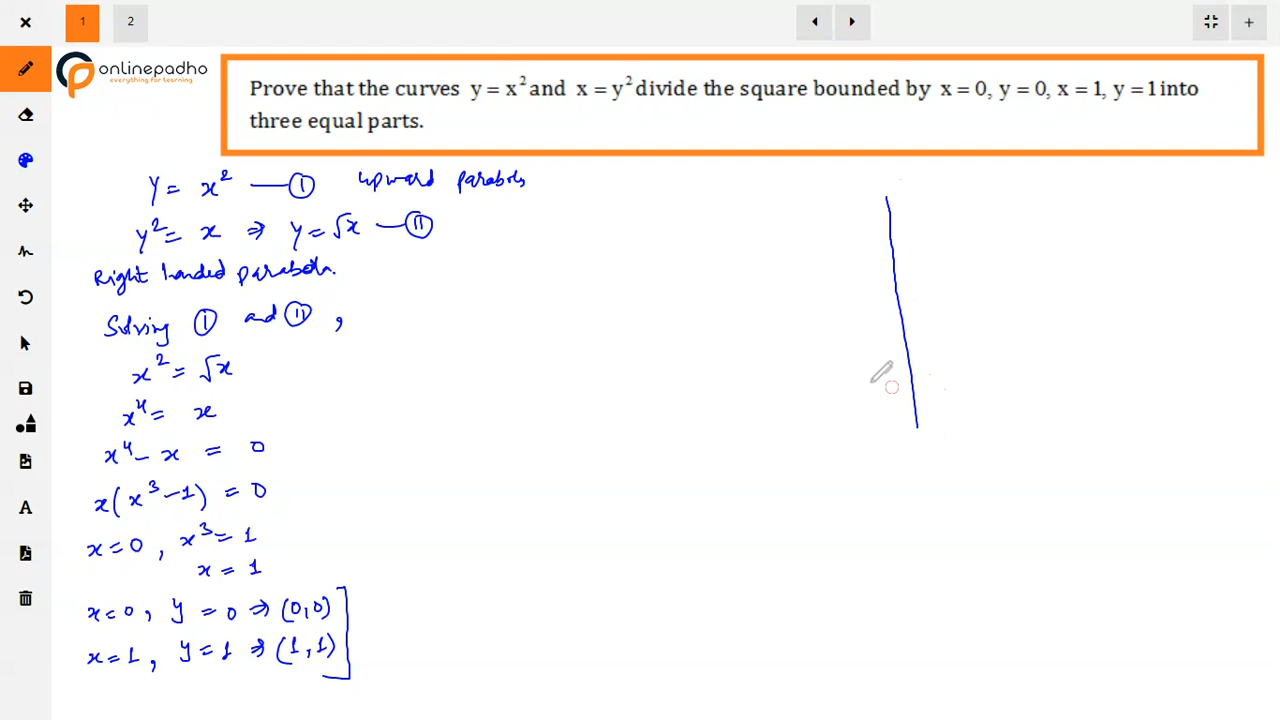 1
2
+
onlinepadho
everything for learning
Prove that the curves y = x² and x = y² divide the square bounded by x = 0, y = 0, x = 1, y = 1 into
three equal parts.
y = x² — Ⓘ upward parabola
y² = x ⇒ y = √x — (II)
Right handed parabola.
Solving Ⓘ and (II) ,
x² = √x
x⁴ = x
x⁴ - x = 0
x(x³ - 1) = 0
x = 0 , x³ = 1
x = 1
x = 0, y = 0 ⇒ (0,0)
x = 1, y = 1 ⇒ (1,1)
A